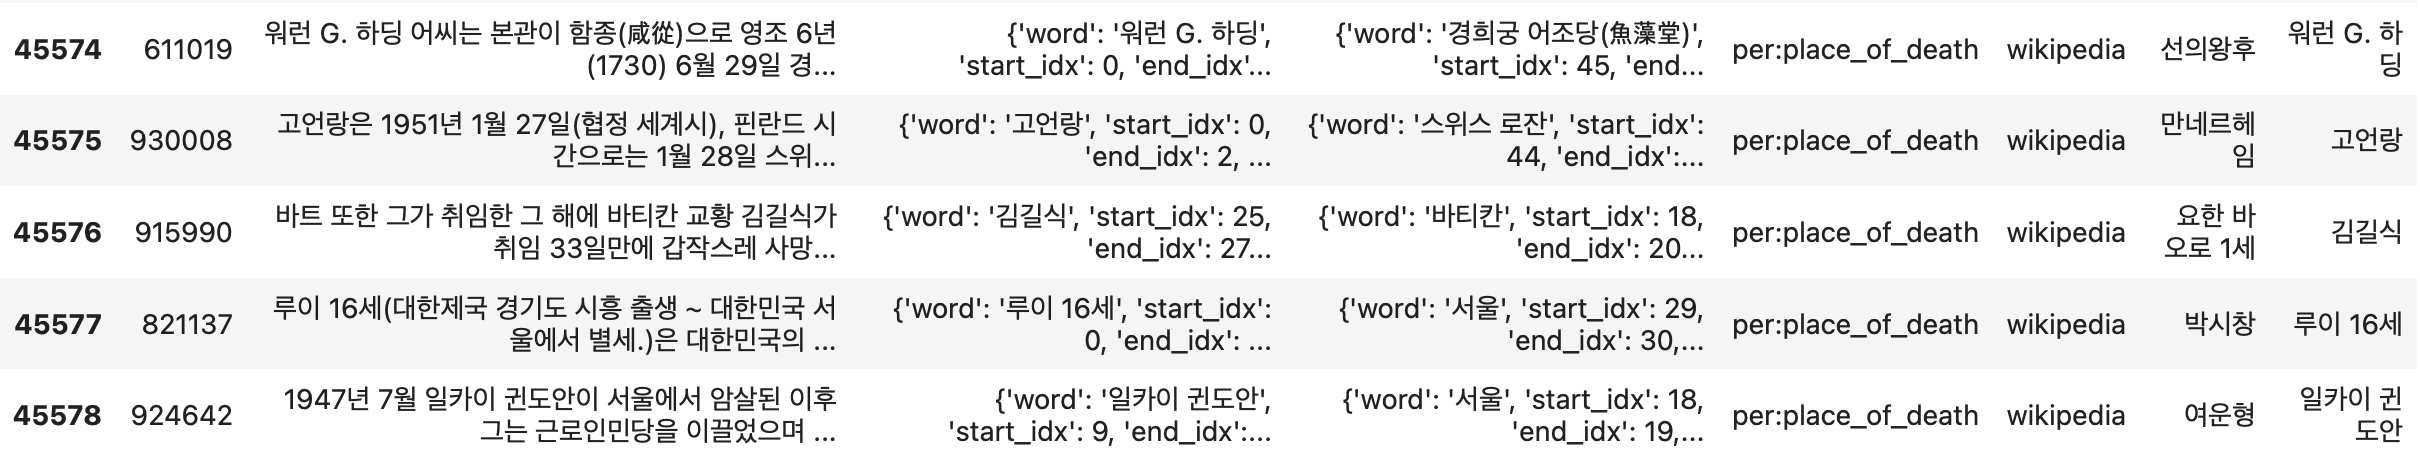 45574 611019 워런 G. 하딩 어씨는 본관이 함종(咸從)으로 영조 6년 {'word': '워런 G. 하딩', {'word': '경희궁 어조당(魚藻堂)', per:place_of_death wikipedia 선의왕후 워런 G. 하
(1730) 6월 29일 경... 'start_idx': 0, 'end_idx'... 'start_idx': 45, 'end... 딩
45575 930008 고언랑은 1951년 1월 27일(협정 세계시), 핀란드 시 {'word': '고언랑', 'start_idx': 0, {'word': '스위스 로잔', 'start_idx': per:place_of_death wikipedia 만네르헤 고언랑
간으로는 1월 28일 스위... 'end_idx': 2, ... 44, 'end_idx':... 임
45576 915990 바트 또한 그가 취임한 그 해에 바티칸 교황 김길식가 {'word': '김길식', 'start_idx': 25, {'word': '바티칸', 'start_idx': 18, per:place_of_death wikipedia 요한 바 김길식
취임 33일만에 갑작스레 사망... 'end_idx': 27... 'end_idx': 20... 오로 1세
45577 821137 루이 16세(대한제국 경기도 시흥 출생 ~ 대한민국 서 {'word': '루이 16세', 'start_idx': {'word': '서울', 'start_idx': 29, per:place_of_death wikipedia 박시창 루이 16세
울에서 별세.)은 대한민국의 ... 0, 'end_idx': ... 'end_idx': 30,...
45578 924642 1947년 7월 일카이 귄도안이 서울에서 암살된 이후 {'word': '일카이 귄도안', {'word': '서울', 'start_idx': 18, per:place_of_death wikipedia 여운형 일카이 귄
그는 근로인민당을 이끌었으며 ... 'start_idx': 9, 'end_idx':... 'end_idx': 19,... 도안